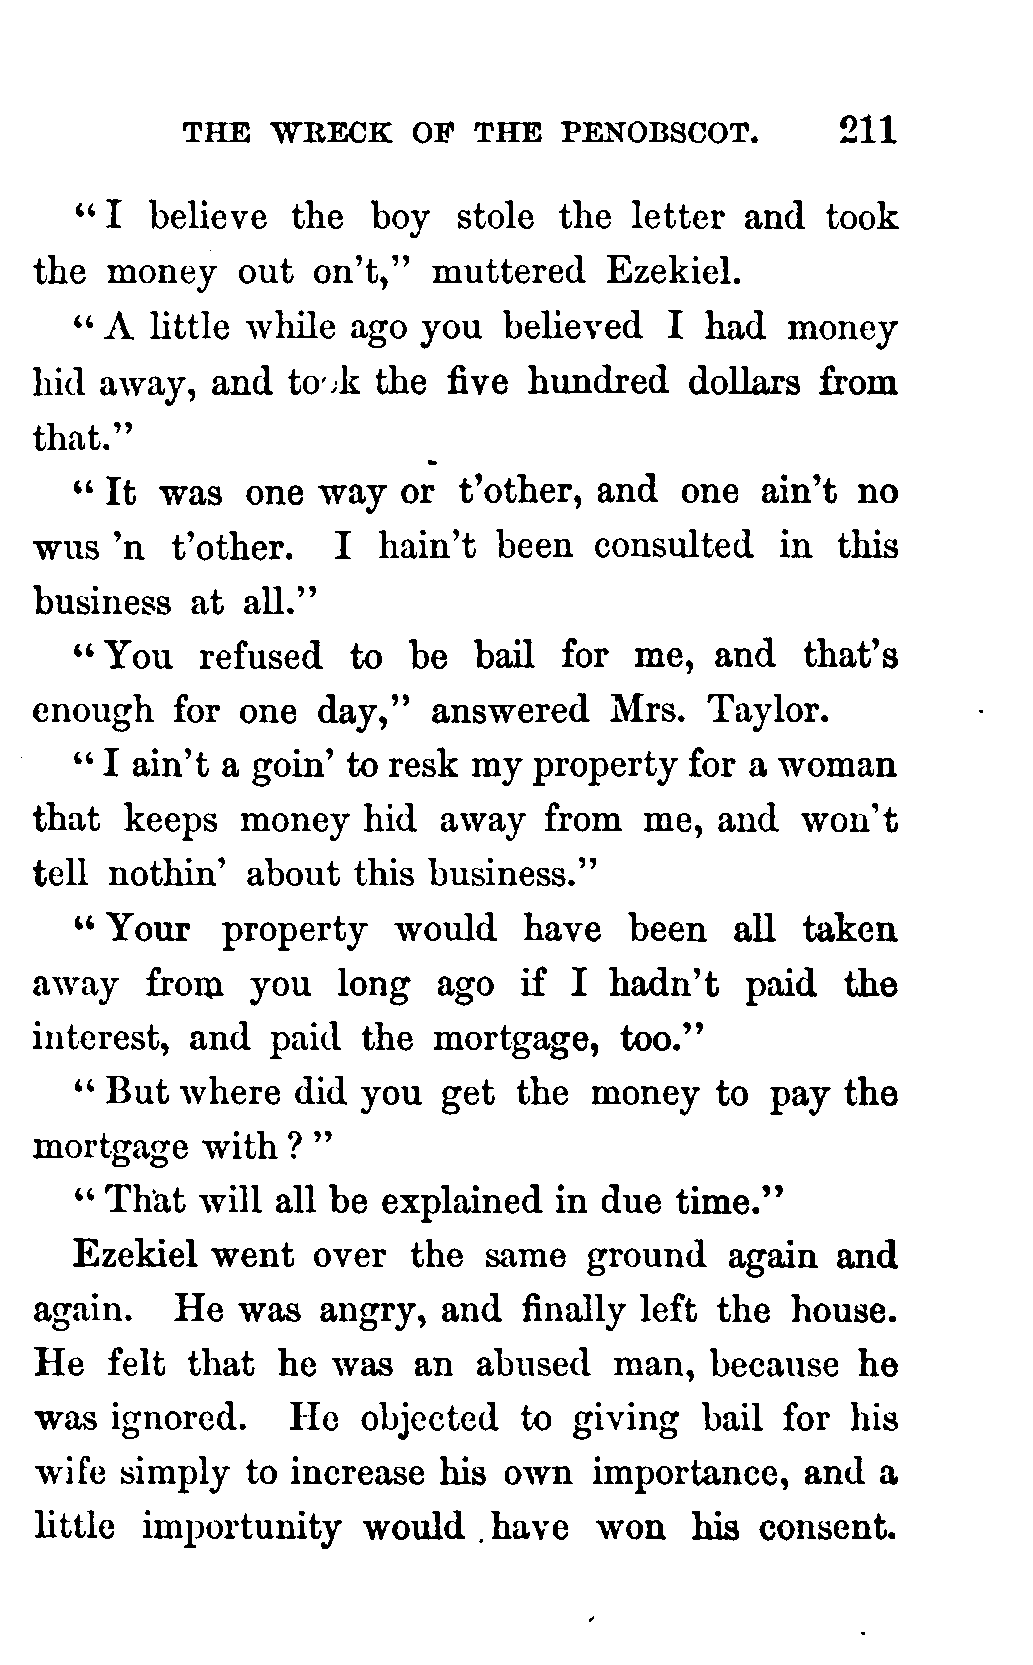 THE WRECK OF THE PENOBSCOT. 211
“I believe the boy stole the letter and took
the money out on't,” muttered Ezekiel.
“A little while ago you believed I had money
hid away, and took the five hundred dollars from
that.”
“It was one way or t'other, and one ain't no
wus 'n t'other. I hain't been consulted in this
business at all.”
“You refused to be bail for me, and that's
enough for one day,” answered Mrs. Taylor.
“I ain't a goin' to resk my property for a woman
that keeps money hid away from me, and won't
tell nothin' about this business.”
“Your property would have been all taken
away from you long ago if I hadn't paid the
interest, and paid the mortgage, too.”
“But where did you get the money to pay the
mortgage with?”
“That will all be explained in due time.”
Ezekiel went over the same ground again and
again. He was angry, and finally left the house.
He felt that he was an abused man, because he
was ignored. He objected to giving bail for his
wife simply to increase his own importance, and a
little importunity would have won his consent.